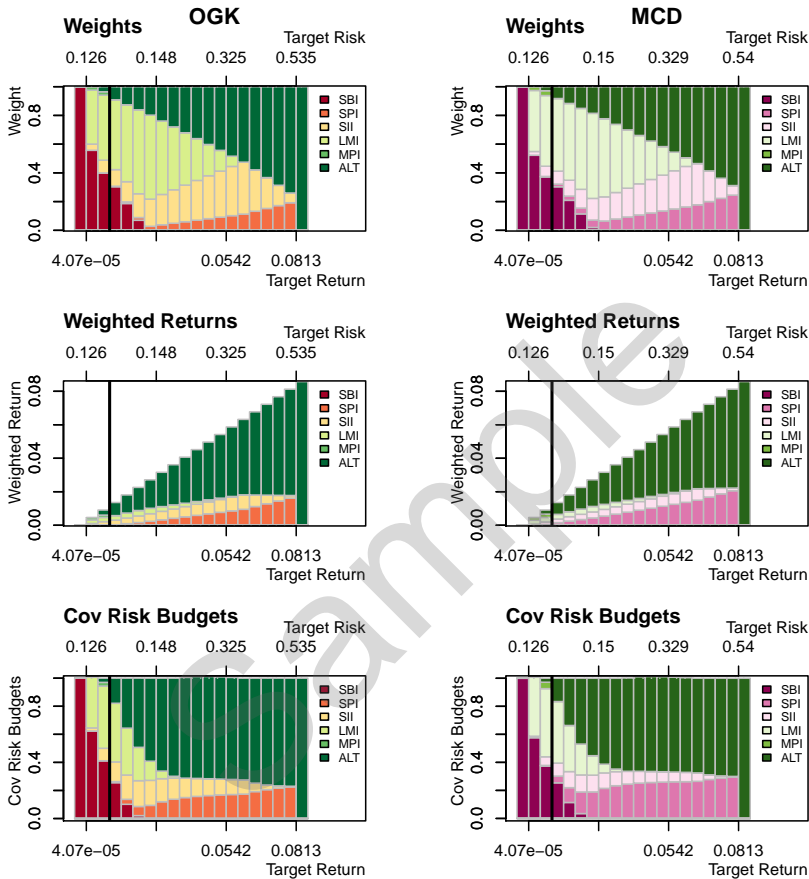 OGK
Weights
Target Risk
0.126 0.148 0.325 0.535
Weight
0.0 0.4 0.8
SBI
SPI
SII
LMI
MPI
ALT
4.07e−05 0.0542 0.0813
Target Return
MCD
Weights
Target Risk
0.126 0.15 0.329 0.54
Weight
0.0 0.4 0.8
SBI
SPI
SII
LMI
MPI
ALT
4.07e−05 0.0542 0.0813
Target Return
Weighted Returns
Target Risk
0.126 0.148 0.325 0.535
Weighted Return
0.00 0.04 0.08
SBI
SPI
SII
LMI
MPI
ALT
4.07e−05 0.0542 0.0813
Target Return
Weighted Returns
Target Risk
0.126 0.15 0.329 0.54
Weighted Return
0.00 0.04 0.08
SBI
SPI
SII
LMI
MPI
ALT
4.07e−05 0.0542 0.0813
Target Return
Cov Risk Budgets
Target Risk
0.126 0.148 0.325 0.535
Cov Risk Budgets
0.0 0.4 0.8
SBI
SPI
SII
LMI
MPI
ALT
4.07e−05 0.0542 0.0813
Target Return
Cov Risk Budgets
Target Risk
0.126 0.15 0.329 0.54
Cov Risk Budgets
0.0 0.4 0.8
SBI
SPI
SII
LMI
MPI
ALT
4.07e−05 0.0542 0.0813
Target Return
Sample